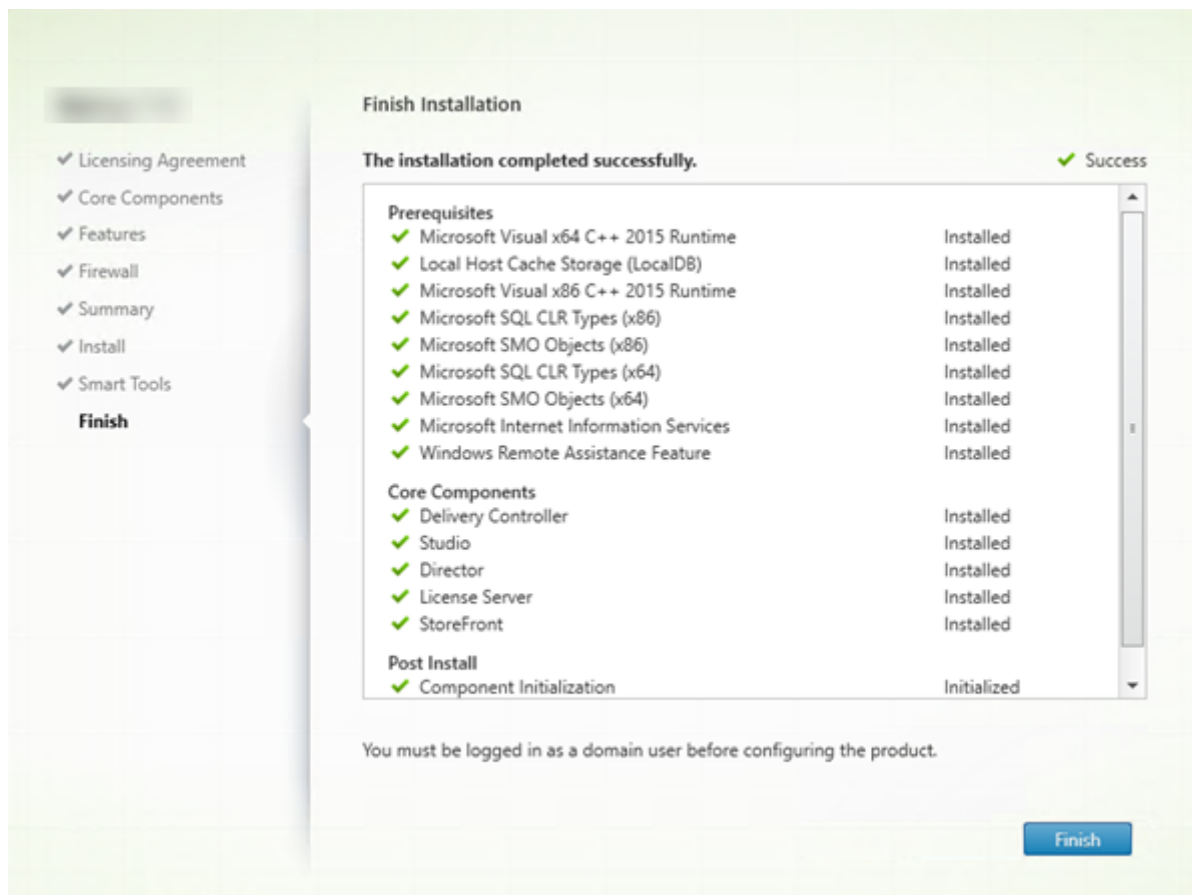 Finish Installation
Licensing Agreement
Core Components
Features
Firewall
Summary
Install
Smart Tools
Finish
The installation completed successfully. Success
Prerequisites
Microsoft Visual x64 C++ 2015 Runtime Installed
Local Host Cache Storage (LocalDB) Installed
Microsoft Visual x86 C++ 2015 Runtime Installed
Microsoft SQL CLR Types (x86) Installed
Microsoft SMO Objects (x86) Installed
Microsoft SQL CLR Types (x64) Installed
Microsoft SMO Objects (x64) Installed
Microsoft Internet Information Services Installed
Windows Remote Assistance Feature Installed
Core Components
Delivery Controller Installed
Studio Installed
Director Installed
License Server Installed
StoreFront Installed
Post Install
Component Initialization Initialized
You must be logged in as a domain user before configuring the product.
Finish